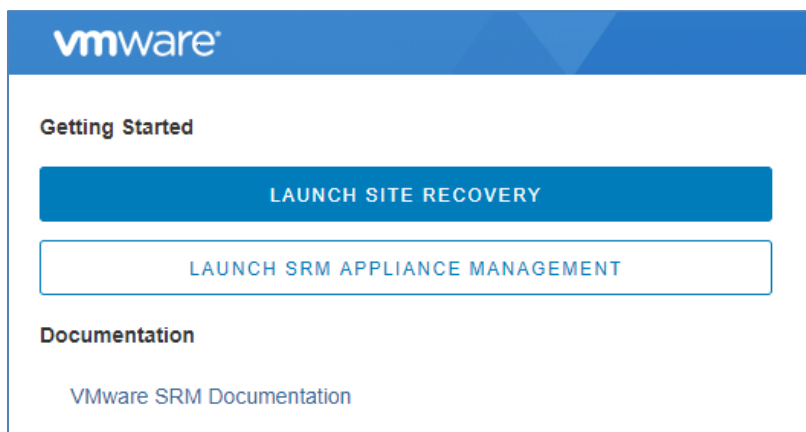 vmware
Getting Started
LAUNCH SITE RECOVERY
LAUNCH SRM APPLIANCE MANAGEMENT
Documentation
VMware SRM Documentation